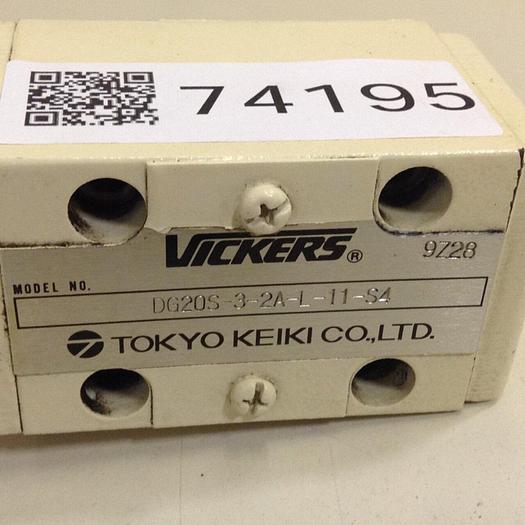 74195
VICKERS®
9Z28
MODEL NO.
DG20S-3-2A-L-11-S4
TOKYO KEIKI CO.,LTD.